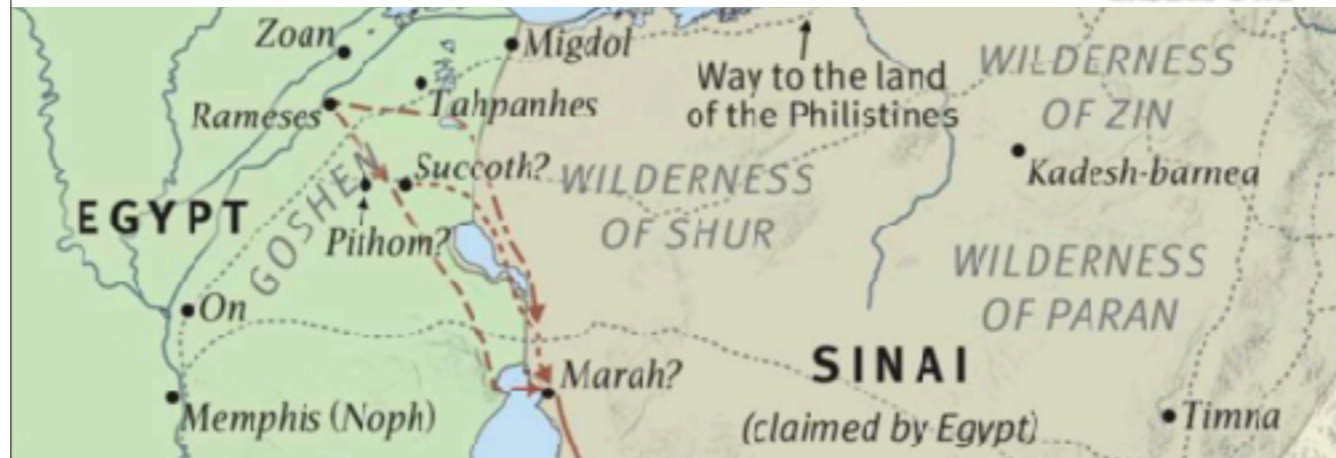 Zoan
Migdol
Way to the land
of the Philistines
WILDERNESS
OF ZIN
Rameses
Tahpanhes
Kadesh-barnea
GOSHEN
Succoth?
WILDERNESS
OF SHUR
EGYPT
Pithom?
WILDERNESS
OF PARAN
On
SINAI
(claimed by Egypt)
Marah?
Memphis (Noph)
Timna